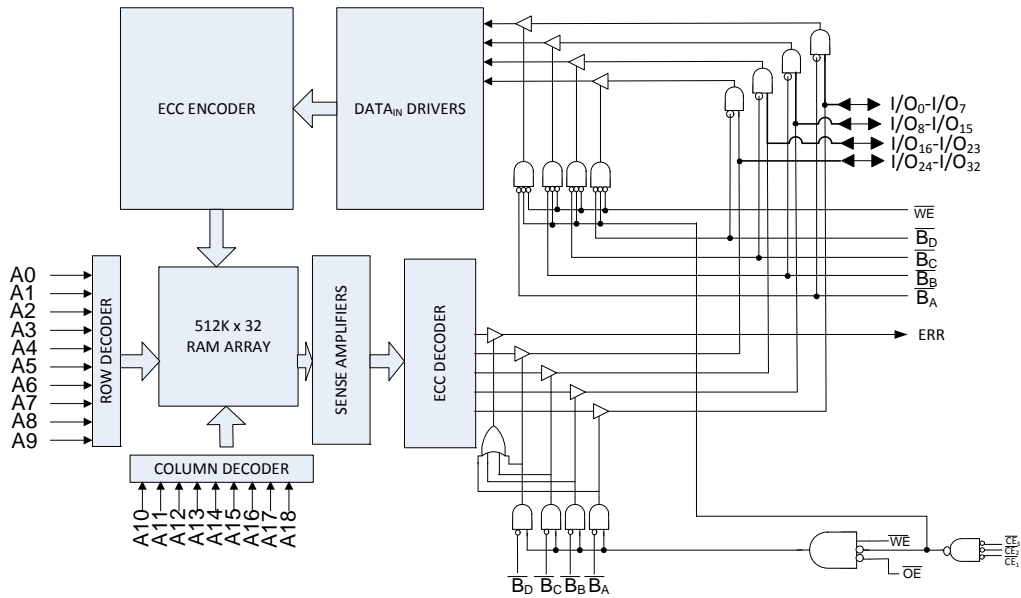 ECC ENCODER
DATAIN DRIVERS
I/O0-I/O7
I/O8-I/O15
I/O16-I/O23
I/O24-I/O32
WE
BD
BC
BB
BA
A0
A1
A2
A3
A4
A5
A6
A7
A8
A9
ROW DECODER
512K x 32
RAM ARRAY
SENSE AMPLIFIERS
ECC DECODER
ERR
COLUMN DECODER
A10
A11
A12
A13
A14
A15
A16
A17
A18
WE
OE
CE3
CE2
CE1
BD
BC
BB
BA